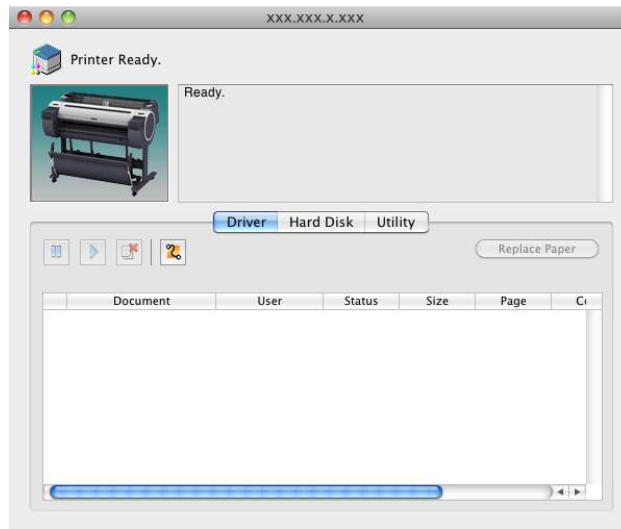 xxx.xxx.x.xxx
Printer Ready.
Ready.
Driver Hard Disk Utility
Replace Paper
Document User Status Size Page